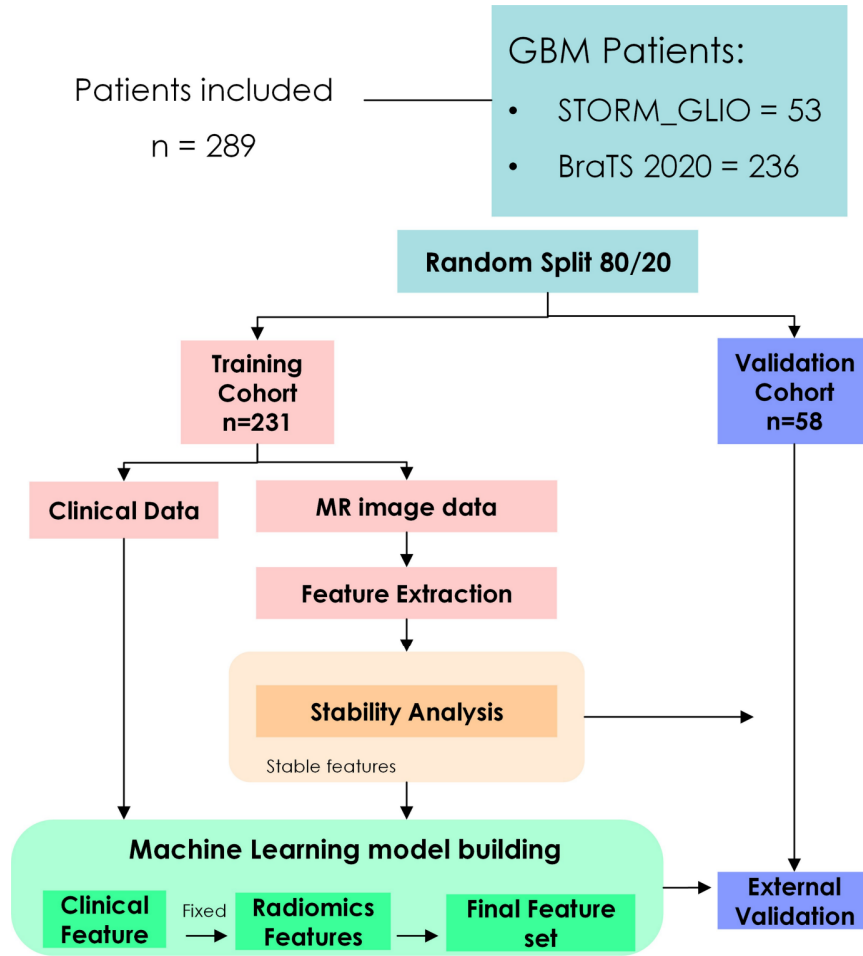 Patients included
n = 289
GBM Patients:
• STORM_GLIO = 53
• BraTS 2020 = 236
Random Split 80/20
Training
Cohort
n=231
Validation
Cohort
n=58
Clinical Data
MR image data
Feature Extraction
Stability Analysis
Stable features
Machine Learning model building
Clinical
Feature
Fixed
Radiomics
Features
Final Feature
set
External
Validation